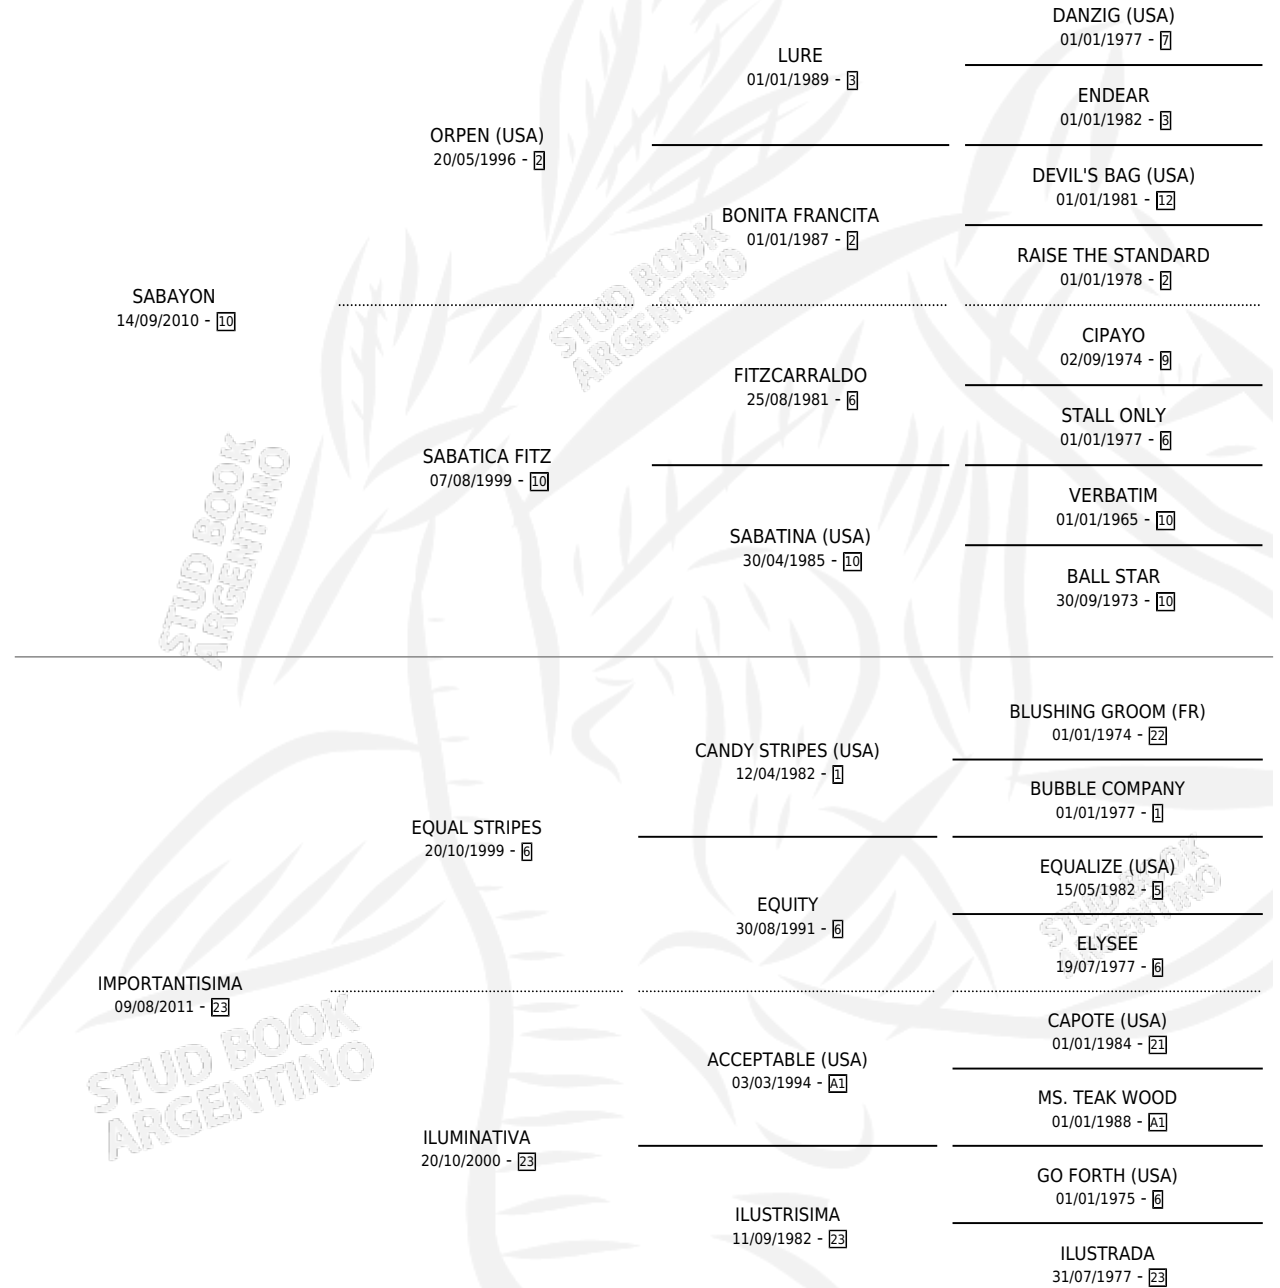 DANZIG (USA)
01/01/1977 - 7
LURE
01/01/1989 - 3
ENDEAR
01/01/1982 - 3
ORPEN (USA)
20/05/1996 - 2
DEVIL'S BAG (USA)
01/01/1981 - 12
BONITA FRANCITA
01/01/1987 - 2
RAISE THE STANDARD
01/01/1978 - 2
SABAYON
14/09/2010 - 10
CIPAYO
02/09/1974 - 9
FITZCARRALDO
25/08/1981 - 6
STALL ONLY
01/01/1977 - 6
SABATICA FITZ
07/08/1999 - 10
VERBATIM
01/01/1965 - 10
SABATINA (USA)
30/04/1985 - 10
BALL STAR
30/09/1973 - 10
BLUSHING GROOM (FR)
01/01/1974 - 22
CANDY STRIPES (USA)
12/04/1982 - 1
BUBBLE COMPANY
01/01/1977 - 1
EQUAL STRIPES
20/10/1999 - 6
EQUALIZE (USA)
15/05/1982 - 5
EQUITY
30/08/1991 - 6
ELYSEE
19/07/1977 - 6
IMPORTANTISIMA
09/08/2011 - 23
CAPOTE (USA)
01/01/1984 - 21
ACCEPTABLE (USA)
03/03/1994 - A1
MS. TEAK WOOD
01/01/1988 - A1
ILUMINATIVA
20/10/2000 - 23
GO FORTH (USA)
01/01/1975 - 6
ILUSTRISIMA
11/09/1982 - 23
ILUSTRADA
31/07/1977 - 23
STUD BOOK
ARGENTINO
STUD BOOK
ARGENTINO
STUD BOOK
ARGENTINO
STUD BOOK
ARGENTINO